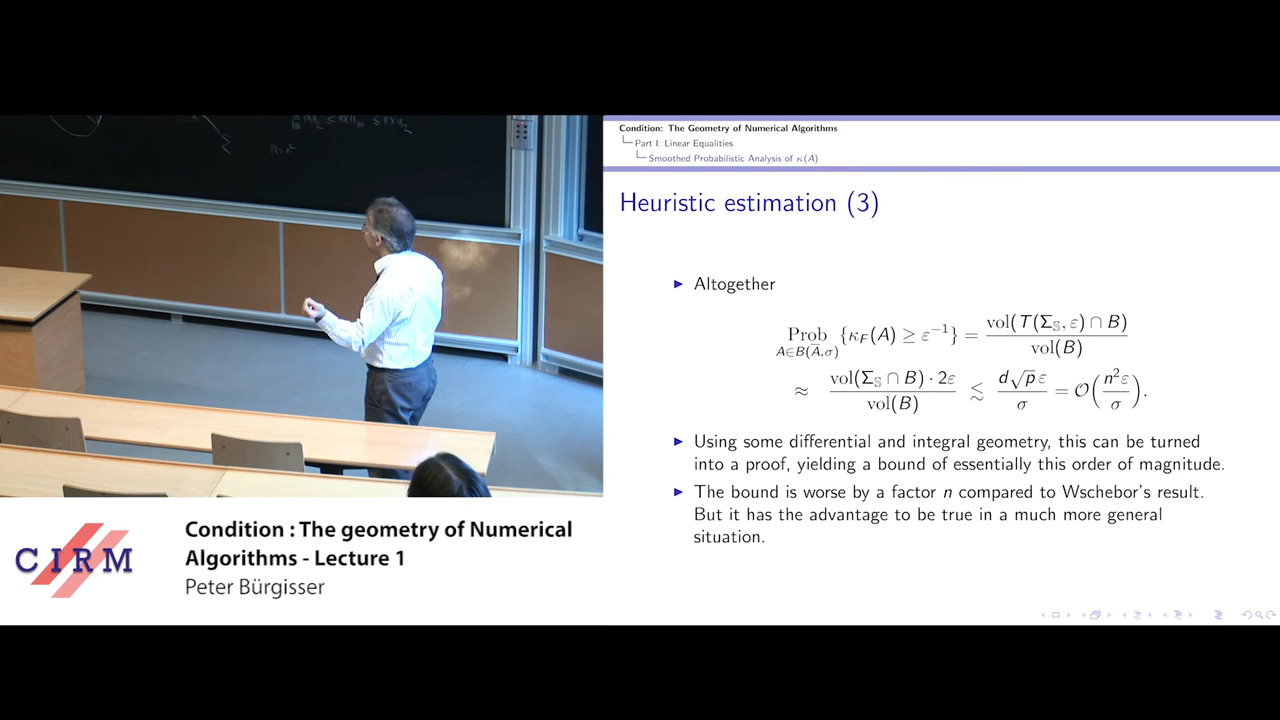 ‖x‖₂ ≤ ‖x‖∞ ≤ ‖x‖₂
N = n²
Condition: The Geometry of Numerical Algorithms
Part I: Linear Equalities
Smoothed Probabilistic Analysis of κ(A)
Heuristic estimation (3)
▶ Altogether
Prob_{A∈B(A̅,σ)} {κ_F(A) ≥ ε⁻¹} = vol(T(Σ_𝕊, ε) ∩ B) / vol(B)
≈ vol(Σ_𝕊 ∩ B) · 2ε / vol(B) ≲ d√p ε / σ = 𝒪(n²ε / σ).
▶ Using some differential and integral geometry, this can be turned
into a proof, yielding a bound of essentially this order of magnitude.
▶ The bound is worse by a factor n compared to Wschebor's result.
But it has the advantage to be true in a much more general
situation.
CIRM
Condition : The geometry of Numerical
Algorithms - Lecture 1
Peter Bürgisser